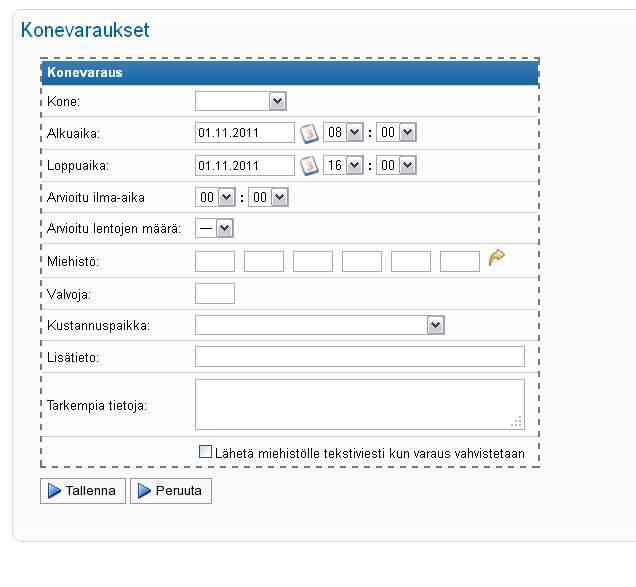 Konevaraukset
Konevaraus
Kone:
Alkuaika: 01.11.2011 3 08 : 00
Loppuaika: 01.11.2011 3 16 : 00
Arvioitu ilma-aika 00 : 00
Arvioitu lentojen määrä: —
Miehistö:
Valvoja:
Kustannuspaikka:
Lisätieto:
Tarkempia tietoja:
Lähetä miehistölle tekstiviesti kun varaus vahvistetaan
Tallenna Peruuta